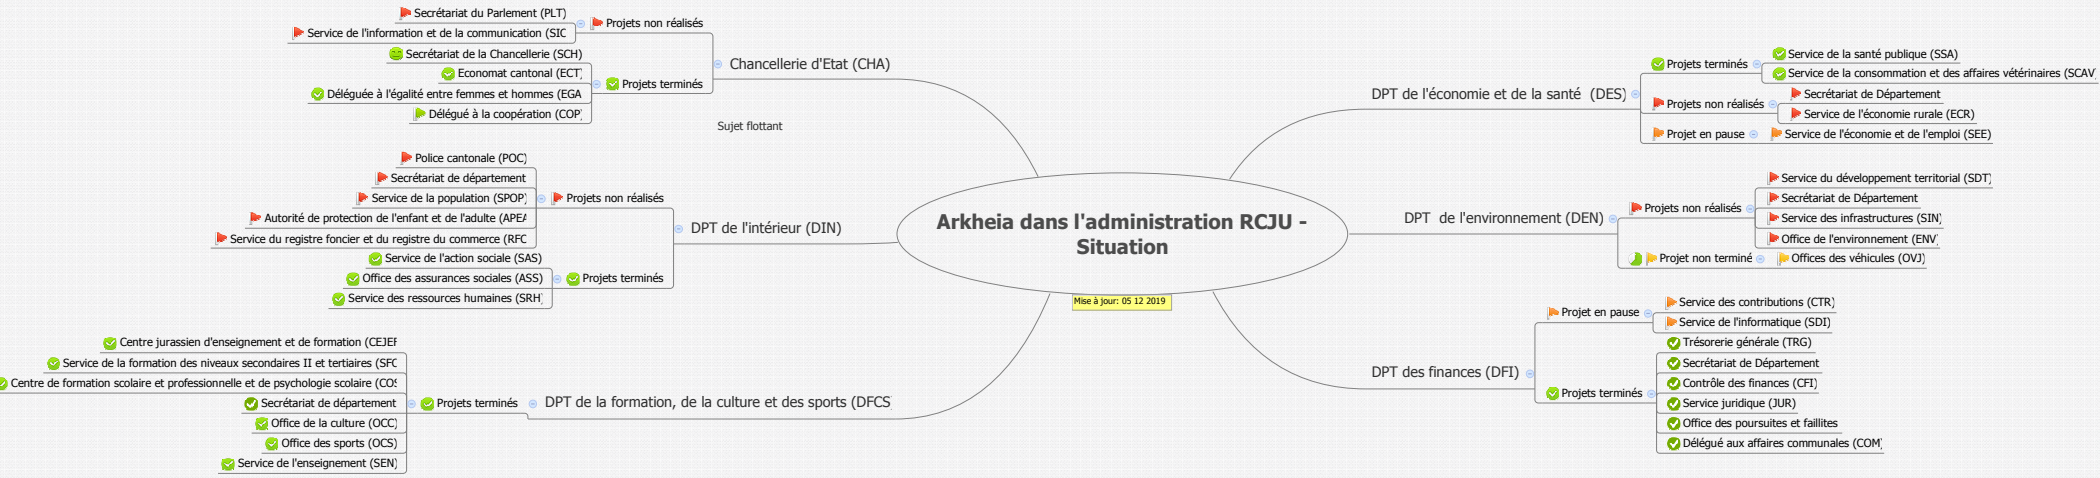 Arkheia dans l'administration RCJU -
Situation
Mise à jour: 05 12 2019
Chancellerie d'Etat (CHA)
Projets non réalisés
Secrétariat du Parlement (PLT)
Service de l'information et de la communication (SIC
Projets terminés
Secrétariat de la Chancellerie (SCH)
Economat cantonal (ECT)
Déléguée à l'égalité entre femmes et hommes (EGA
Délégué à la coopération (COP)
Sujet flottant
DPT de l'intérieur (DIN)
Projets non réalisés
Police cantonale (POC)
Secrétariat de département
Service de la population (SPOP)
Autorité de protection de l'enfant et de l'adulte (APEA
Service du registre foncier et du registre du commerce (RFC
Projets terminés
Service de l'action sociale (SAS)
Office des assurances sociales (ASS)
Service des ressources humaines (SRH)
DPT de la formation, de la culture et des sports (DFCS)
Projets terminés
Centre jurassien d'enseignement et de formation (CEJEF
Service de la formation des niveaux secondaires II et tertiaires (SFO
Centre de formation scolaire et professionnelle et de psychologie scolaire (COS
Secrétariat de département
Office de la culture (OCC)
Office des sports (OCS)
Service de l'enseignement (SEN)
DPT de l'économie et de la santé (DES)
Projets terminés
Service de la santé publique (SSA)
Service de la consommation et des affaires vétérinaires (SCAV)
Projets non réalisés
Secrétariat de Département
Service de l'économie rurale (ECR)
Projet en pause
Service de l'économie et de l'emploi (SEE)
DPT de l'environnement (DEN)
Projets non réalisés
Service du développement territorial (SDT)
Secrétariat de Département
Service des infrastructures (SIN)
Office de l'environnement (ENV)
Projet non terminé
Offices des véhicules (OVJ)
DPT des finances (DFI)
Projet en pause
Service des contributions (CTR)
Service de l'informatique (SDI)
Projets terminés
Trésorerie générale (TRG)
Secrétariat de Département
Contrôle des finances (CFI)
Service juridique (JUR)
Office des poursuites et faillites
Délégué aux affaires communales (COM)